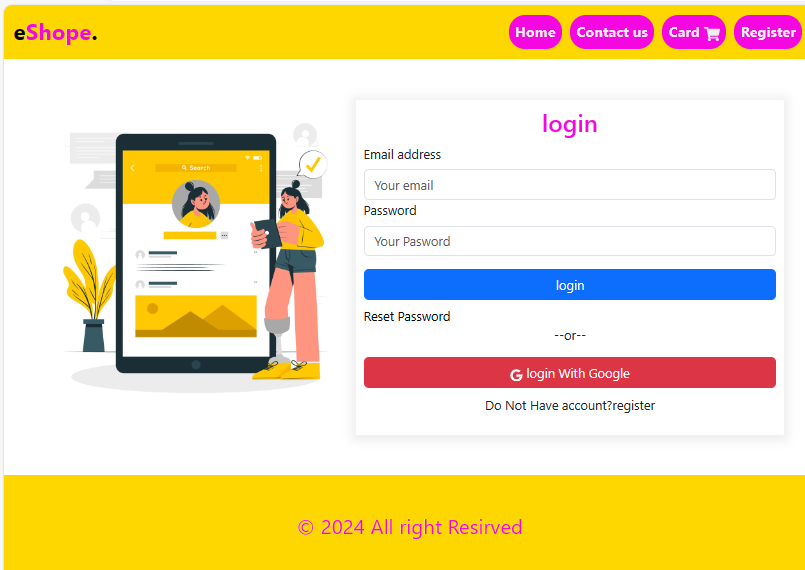 eShope.
Home Contact us Card Register
Search
login
Email address
Your email
Password
Your Pasword
login
Reset Password
--or--
G login With Google
Do Not Have account?register
© 2024 All right Resirved